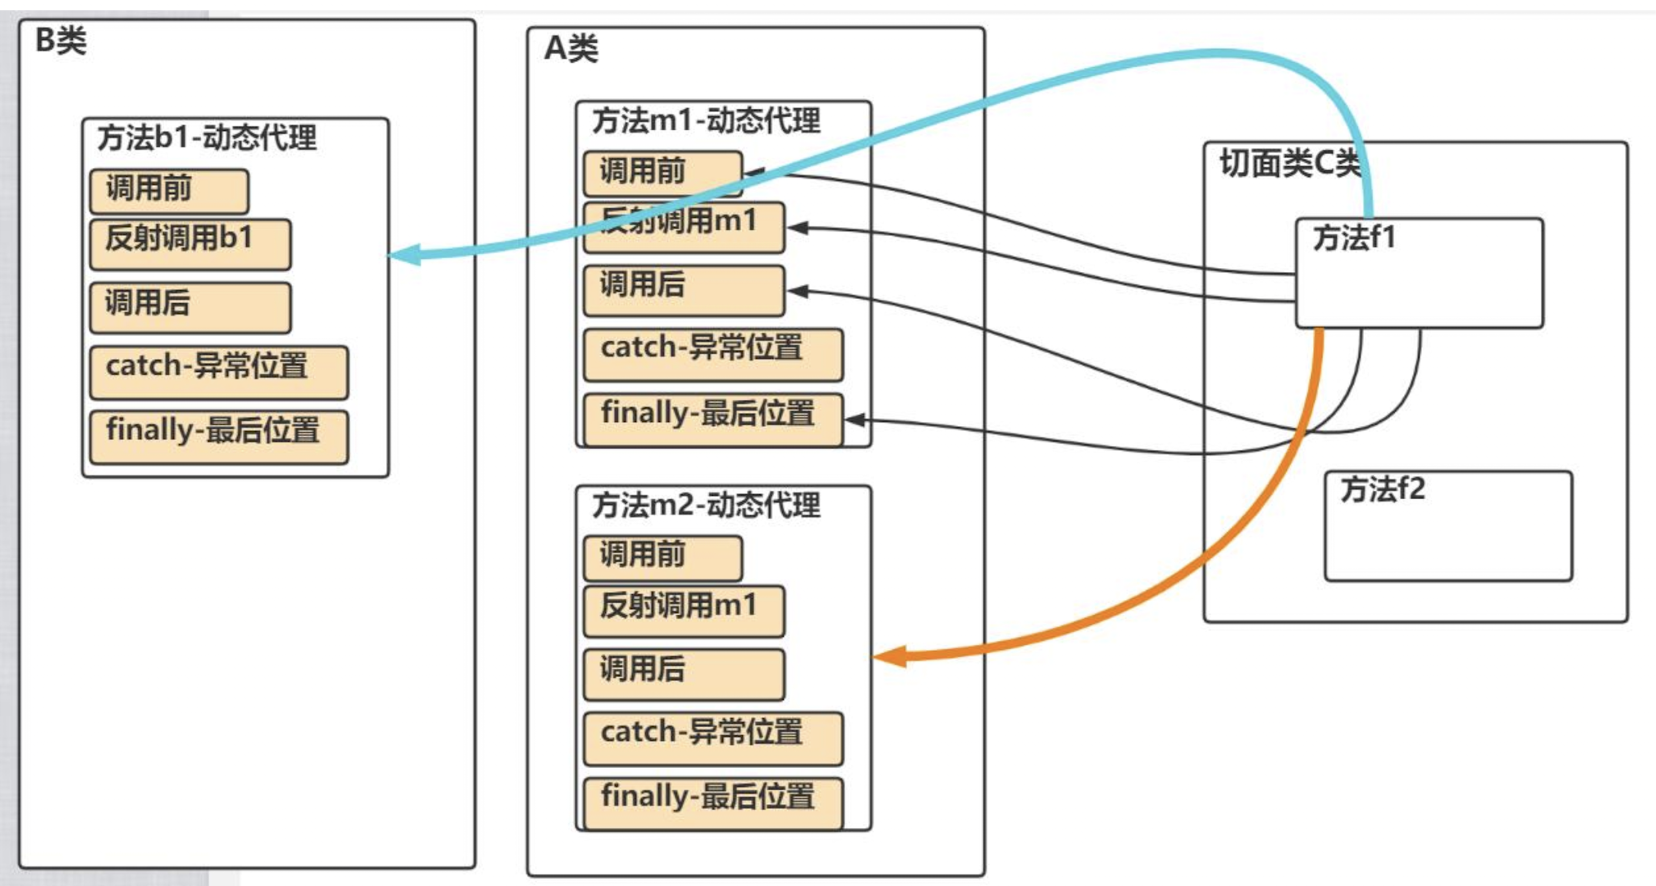 B类
方法b1-动态代理
调用前
反射调用b1
调用后
catch-异常位置
finally-最后位置
A类
方法m1-动态代理
调用前
反射调用m1
调用后
catch-异常位置
finally-最后位置
方法m2-动态代理
调用前
反射调用m1
调用后
catch-异常位置
finally-最后位置
切面类C类
方法f1
方法f2